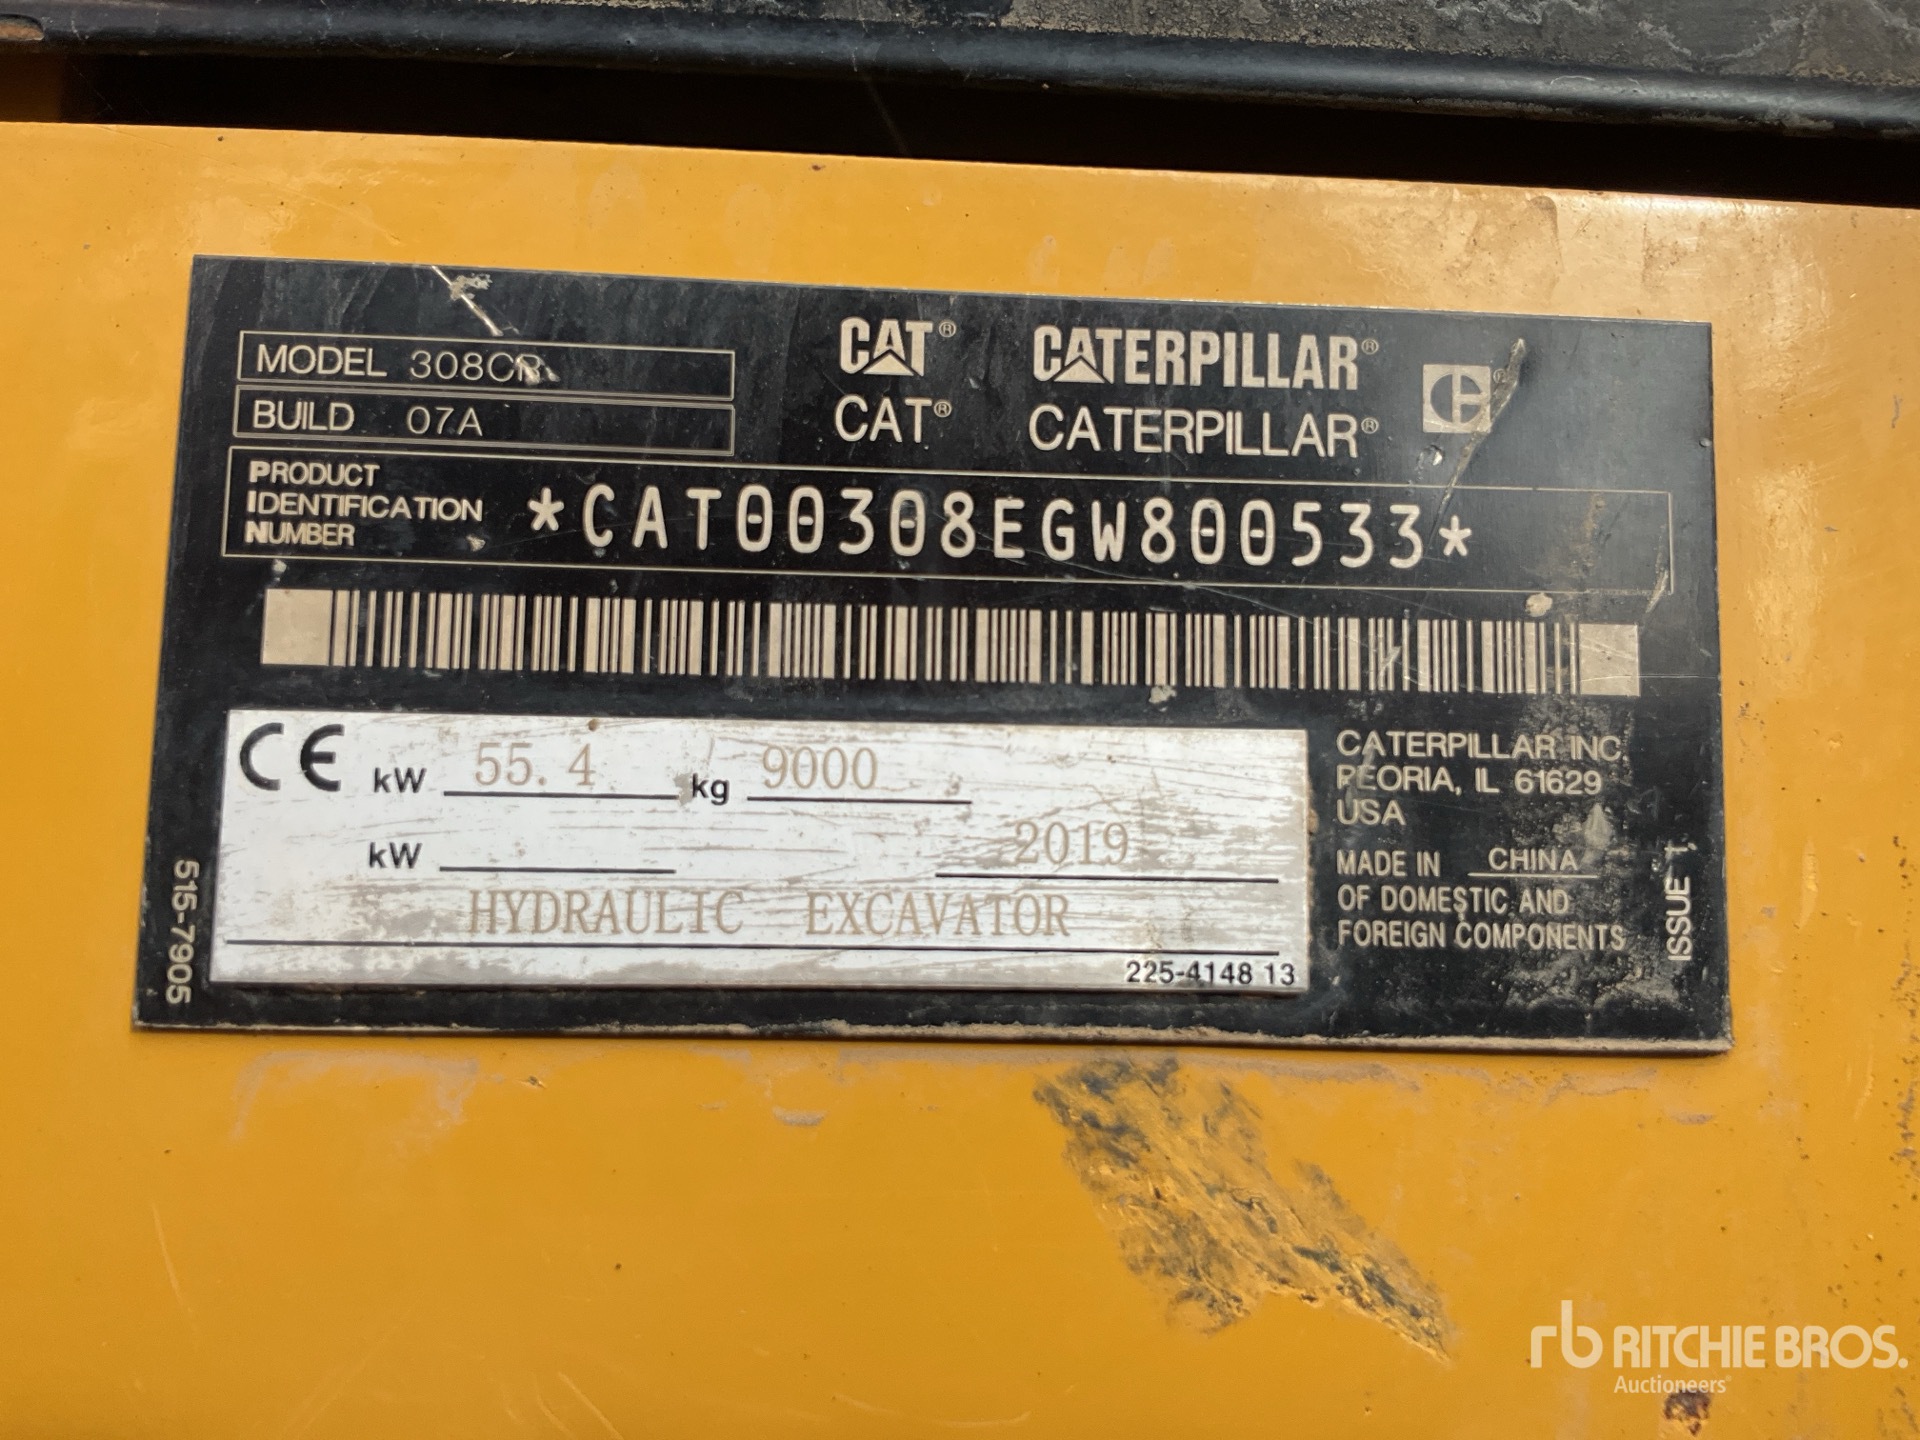 MODEL 308CR
BUILD 07A
CAT® CATERPILLAR®
CAT® CATERPILLAR®
PRODUCT
IDENTIFICATION
NUMBER
*CAT00308EGW800533*
CE kW 55.4 kg 9000
kW 2019
HYDRAULIC EXCAVATOR
225-4148 13
515-7905
CATERPILLAR INC.
PEORIA, IL 61629
USA
MADE IN CHINA
OF DOMESTIC AND
FOREIGN COMPONENTS
ISSUE 1,
rb RITCHIE BROS.
Auctioneers